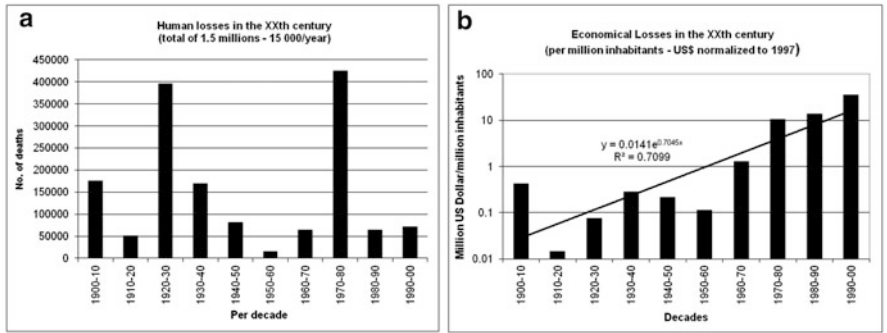 a
Human losses in the XXth century
(total of 1.5 millions - 15 000/year)
No. of deaths
450000
400000
350000
300000
250000
200000
150000
100000
50000
0
1900-10
1910-20
1920-30
1930-40
1940-50
1950-60
1960-70
1970-80
1980-90
1990-00
Per decade
b
Economical Losses in the XXth century
(per million inhabitants - US$ normalized to 1997)
Million US Dollar/million inhabitants
100
10
1
0.1
0.01
y = 0.0141e^0.7045x
R² = 0.7099
1900-10
1910-20
1920-30
1930-40
1940-50
1950-60
1960-70
1970-80
1980-90
1990-00
Decades